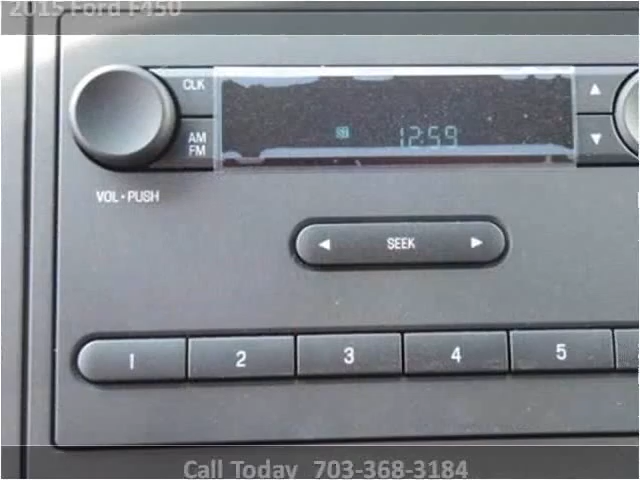 2015 Ford F450
CLK
AM
FM
12:59
VOL • PUSH
SEEK
1 2 3 4 5
Call Today 703-368-3184